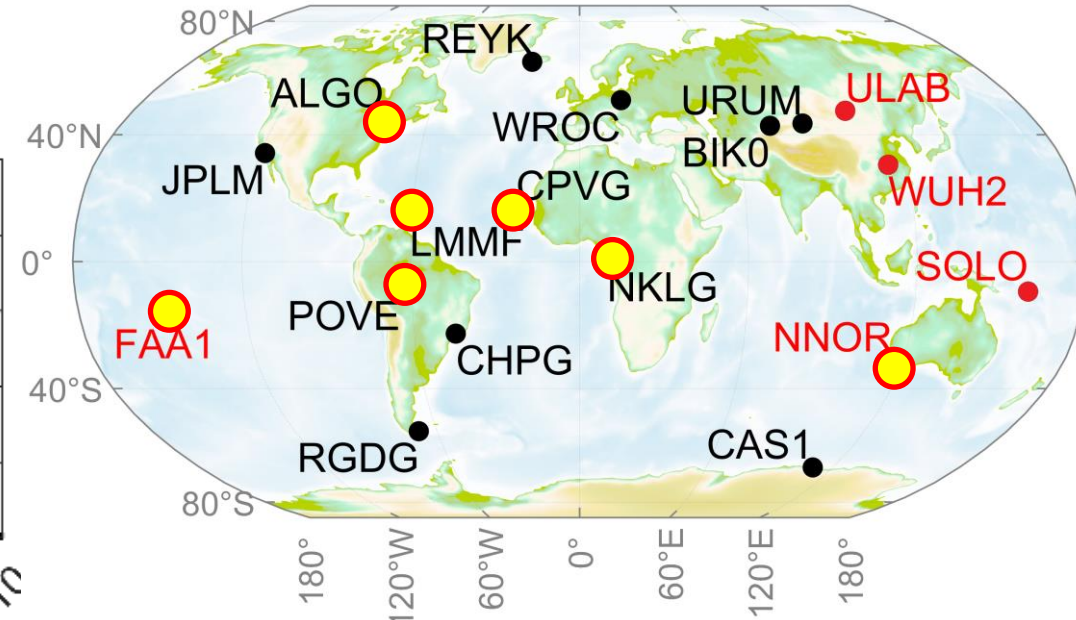 80°N
REYK
ALGO
URUM
ULAB
WROC
40°N
BIK0
JPLM
CPVG
WUH2
LMMF
0°
SOLO
NKLG
POVE
FAA1
NNOR
CHPG
40°S
CAS1
RGDG
80°S
180°
120°W
60°W
0°
60°E
120°E
180°